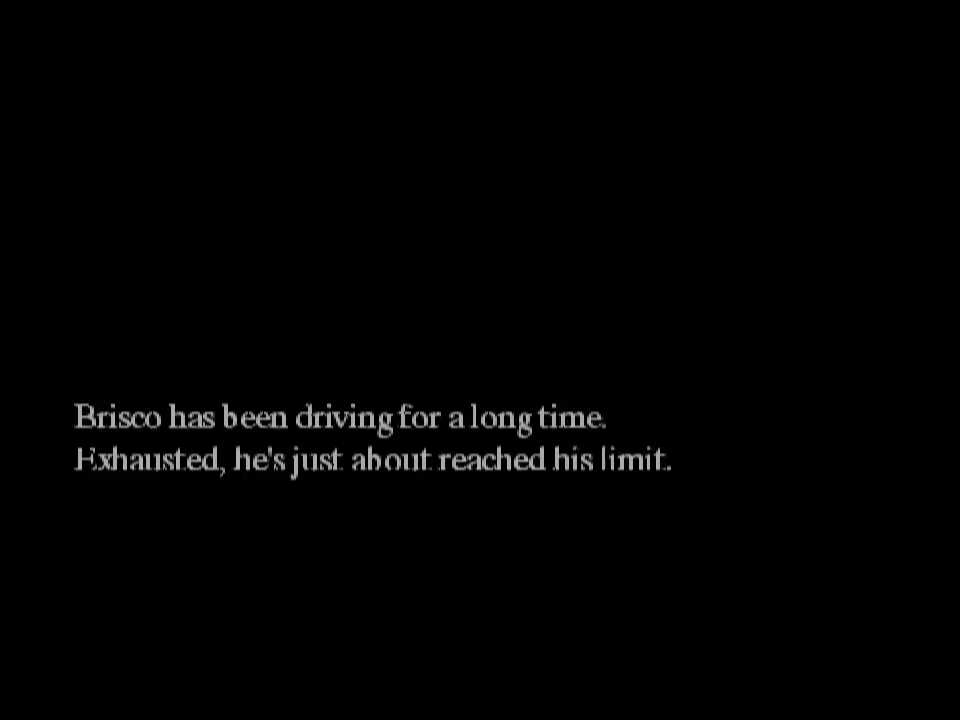 Brisco has been driving for a long time.
Exhausted, he's just about reached his limit.